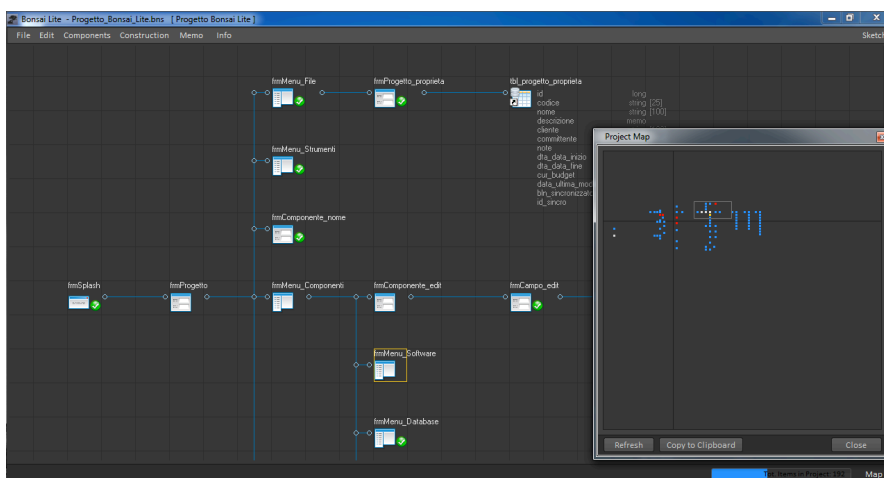 Bonsai Lite - Progetto_Bonsai_Lite.bns [ Progetto Bonsai Lite ]
File Edit Components Construction Memo Info Sketch
frmMenu_File frmProgetto_proprieta tbl_progetto_proprieta
id long
codice string [25]
nome string [100]
descrizione memo
cliente
committente
note
dta_data_inizio
dta_data_fine
cur_budget
data_ultima_mod
bln_sincronizzato
id_sincro
Project Map
frmMenu_Strumenti
frmComponente_nome
frmSplash frmProgetto frmMenu_Componenti frmComponente_edit frmCampo_edit
frmMenu_Software
frmMenu_Database
Refresh Copy to Clipboard Close
Tot. Items in Project: 192 Map